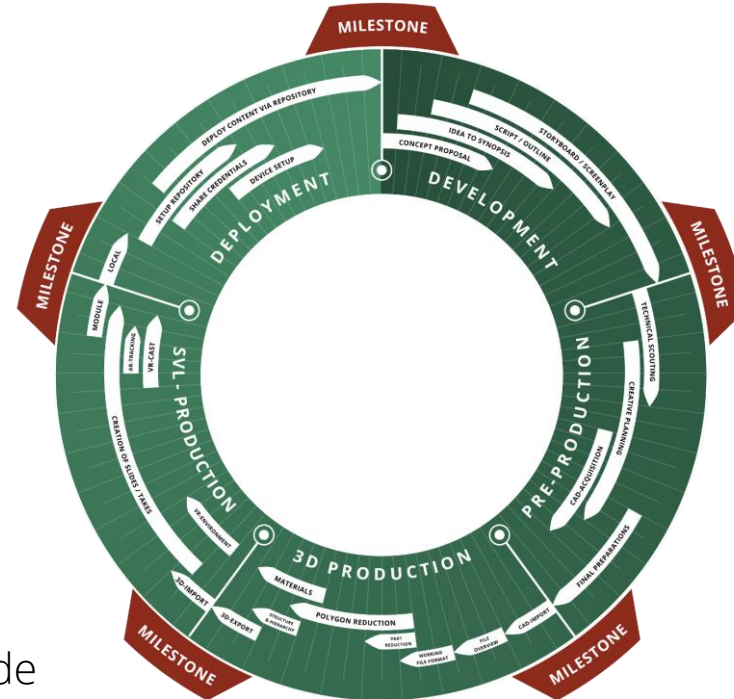 MILESTONE
DEPLOY CONTENT VIA REPOSITORY
SETUP REPOSITORY
SHARE CREDENTIALS
DEVICE SETUP
DEPLOYMENT
LOCAL
STORYBOARD / SCREENPLAY
SCRIPT / OUTLINE
IDEA TO SYNOPSIS
CONCEPT PROPOSAL
DEVELOPMENT
MILESTONE
MILESTONE
TECHNICAL SCOUTING
CREATIVE PLANNING
CAD-ACQUISITION
FINAL PREPARATIONS
PRE-PRODUCTION
MODULE
AR-TRACKING
VR-CAST
CREATION OF SLIDES / TAKES
VR-ENVIRONMENT
3D-IMPORT
SVL - PRODUCTION
3D PRODUCTION
MATERIALS
POLYGON REDUCTION
STRUCTURE
& HIERARCHY
3D-EXPORT
PART
REDUCTION
WORKING
FILE FORMAT
FILE
OVERVIEW
CAD-IMPORT
MILESTONE
MILESTONE
de